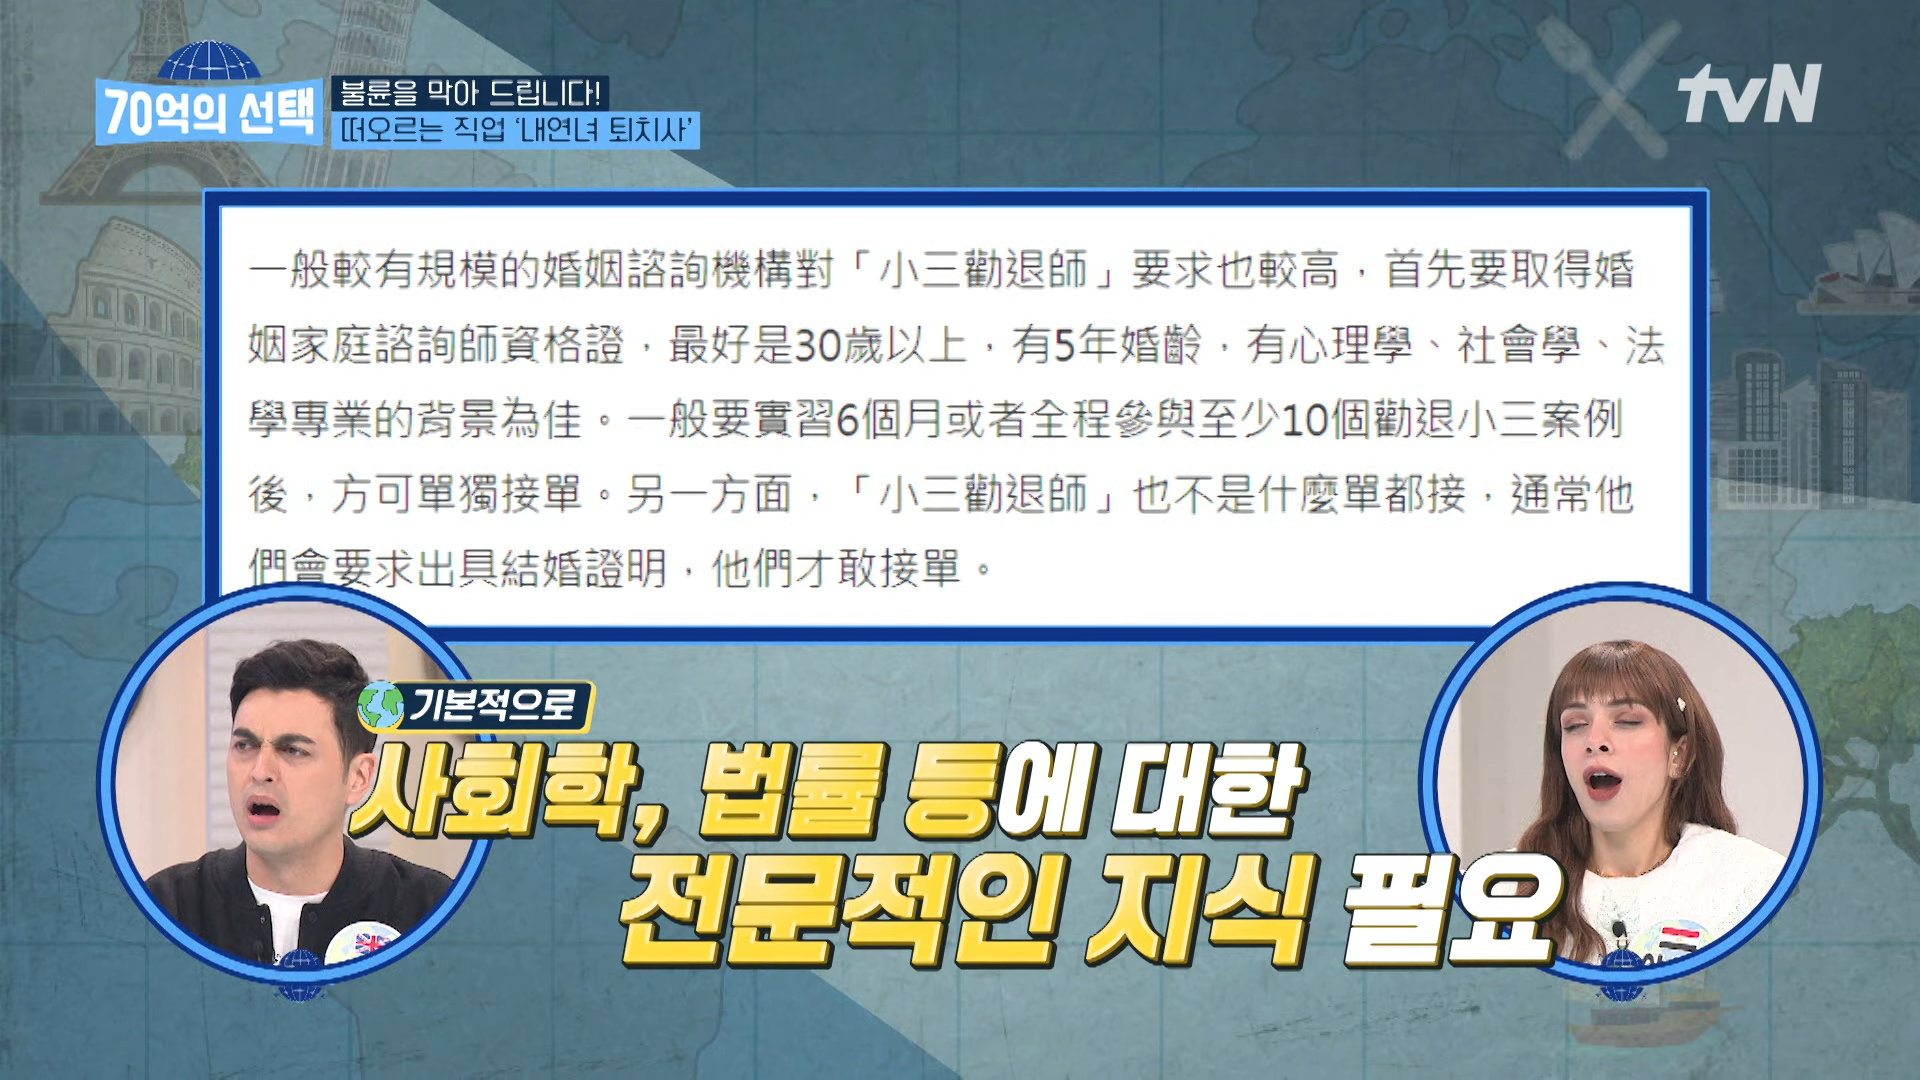 70억의 선택
불륜을 막아 드립니다!
떠오르는 직업 '내연녀 퇴치사'
tvN
一般較有規模的婚姻諮詢機構對「小三勸退師」要求也較高，首先要取得婚
姻家庭諮詢師資格證，最好是30歲以上，有5年婚齡，有心理學、社會學、法
學專業的背景為佳。一般要實習6個月或者全程參與至少10個勸退小三案例
後，方可單獨接單。另一方面，「小三勸退師」也不是什麼單都接，通常他
們會要求出具結婚證明，他們才敢接單。
기본적으로
사회학, 법률 등에 대한
전문적인 지식 필요